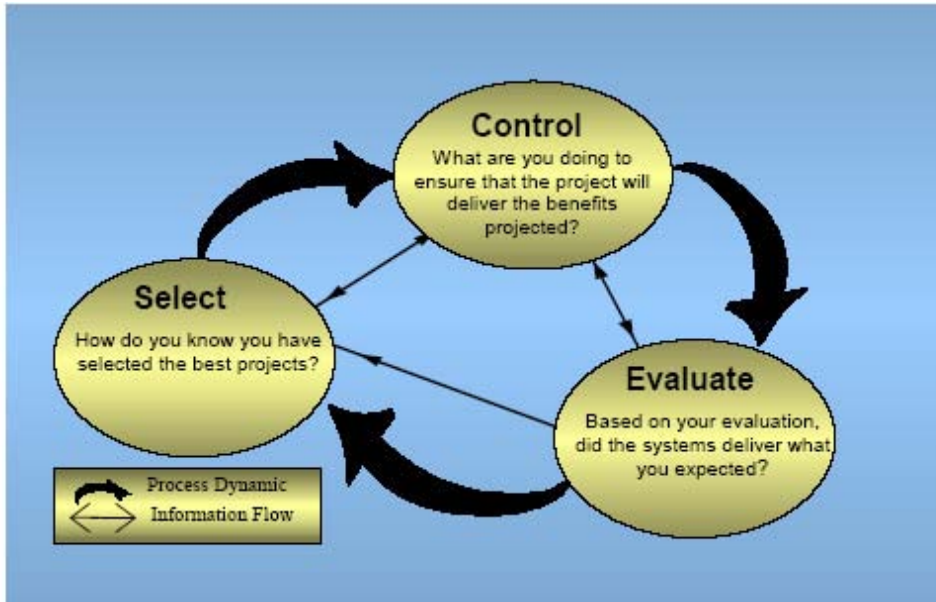 Control
What are you doing to
ensure that the project will
deliver the benefits
projected?
Select
How do you know you have
selected the best projects?
Evaluate
Based on your evaluation,
did the systems deliver what
you expected?
Process Dynamic
Information Flow